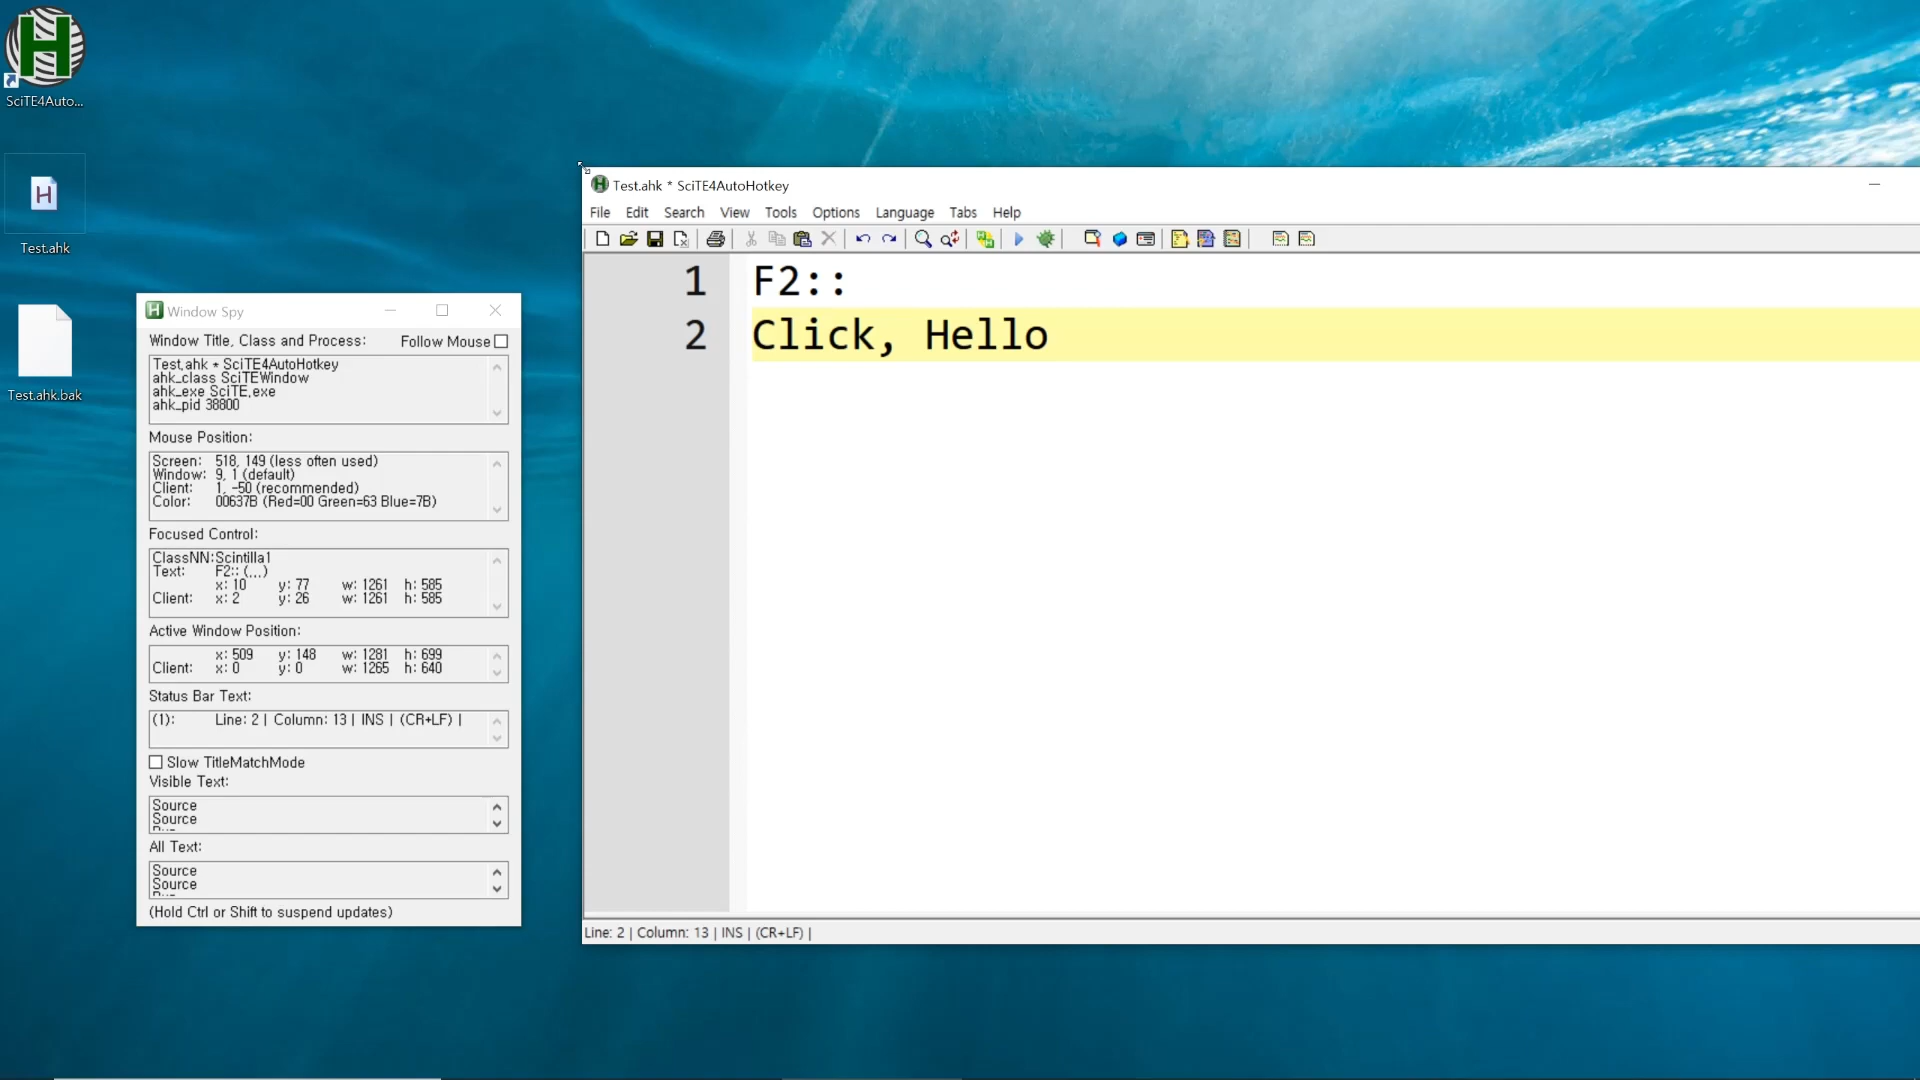 SciTE4Auto...
Test.ahk
Test.ahk.bak
Window Spy
Window Title, Class and Process:
Follow Mouse
Test.ahk * SciTE4AutoHotkey
ahk_class SciTEWindow
ahk_exe SciTE.exe
ahk_pid 38800
Mouse Position:
Screen: 518, 149 (less often used)
Window: 9, 1 (default)
Client: 1, -50 (recommended)
Color: 00637B (Red=00 Green=63 Blue=7B)
Focused Control:
ClassNN: Scintilla1
Text: F2:: (...)
x: 10 y: 77 w: 1261 h: 585
Client: x: 2 y: 26 w: 1261 h: 585
Active Window Position:
x: 509 y: 148 w: 1281 h: 699
Client: x: 0 y: 0 w: 1265 h: 640
Status Bar Text:
(1): Line: 2 | Column: 13 | INS | (CR+LF) |
Slow TitleMatchMode
Visible Text:
Source
Source
All Text:
Source
Source
(Hold Ctrl or Shift to suspend updates)
Test.ahk * SciTE4AutoHotkey
File Edit Search View Tools Options Language Tabs Help
1 F2::
2 Click, Hello
Line: 2 | Column: 13 | INS | (CR+LF) |